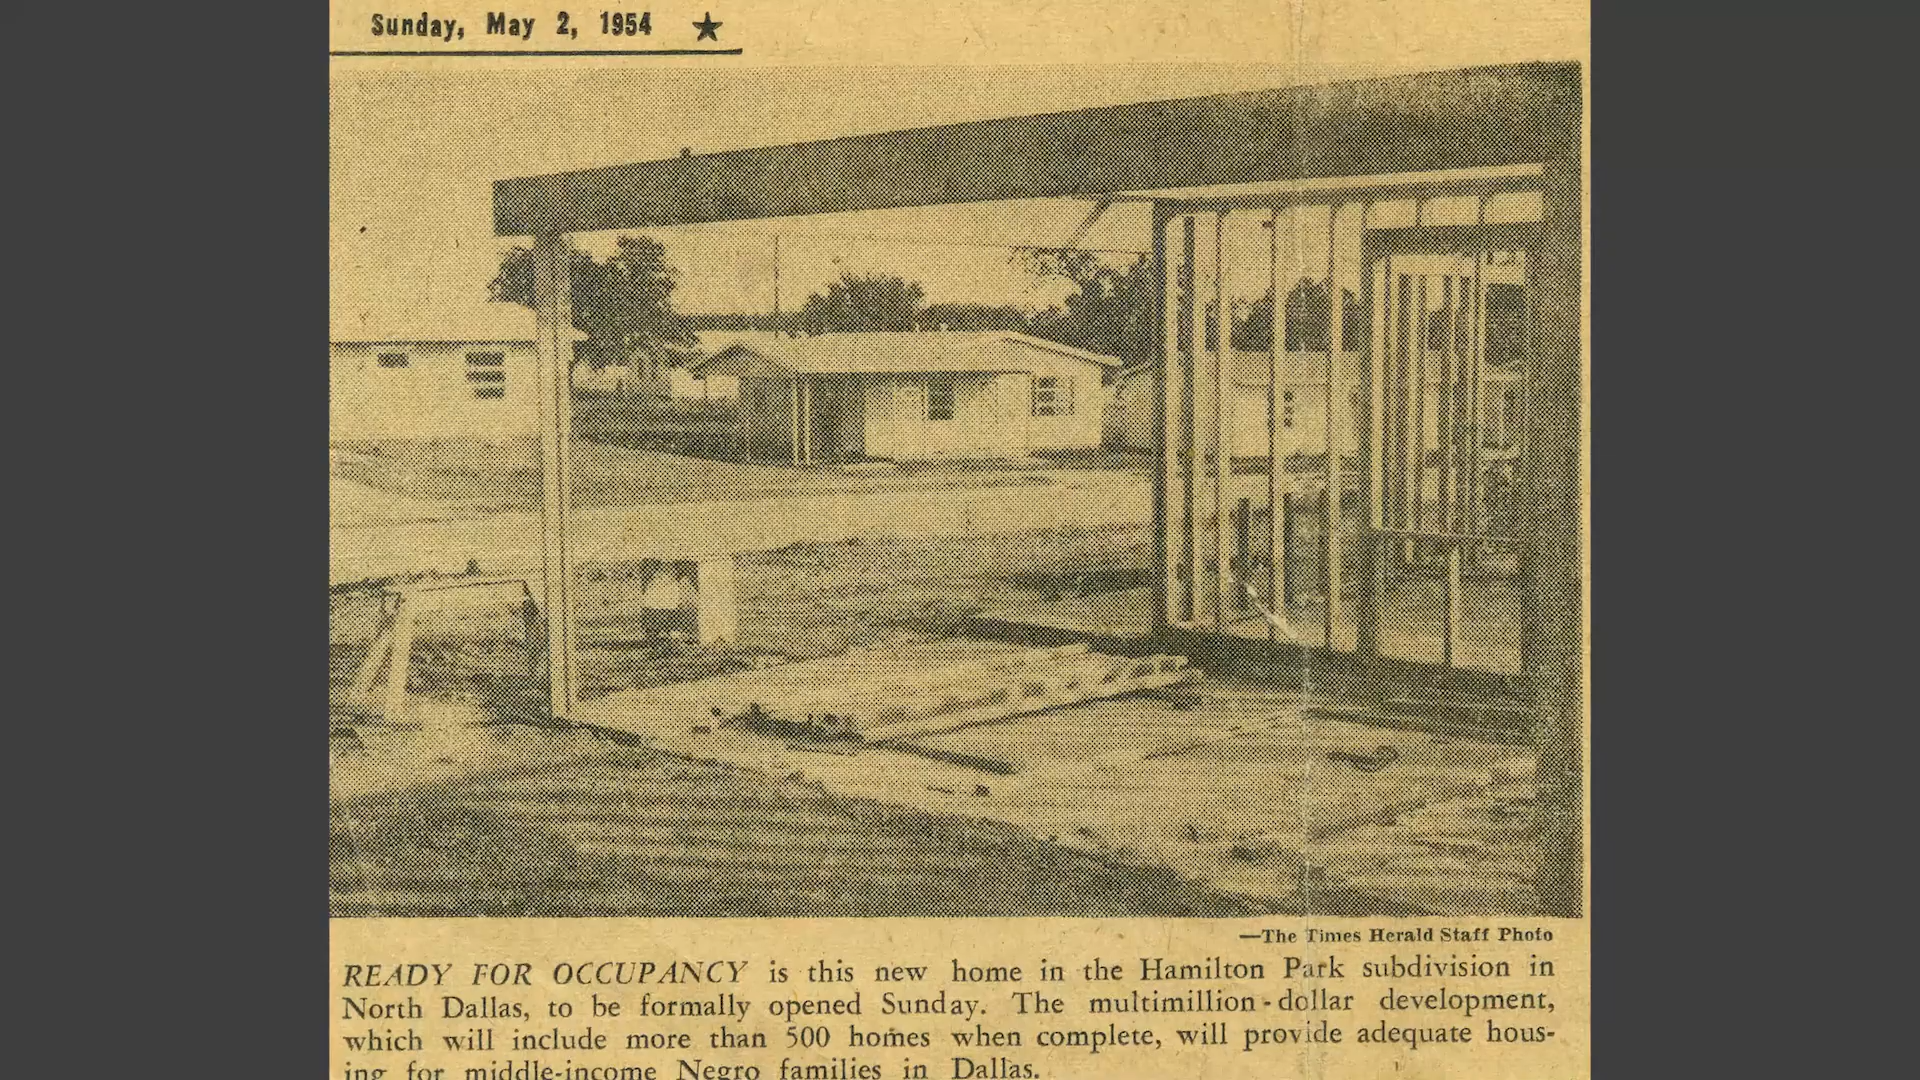 Sunday, May 2, 1954 ★
—The Times Herald Staff Photo
READY FOR OCCUPANCY is this new home in the Hamilton Park subdivision in
North Dallas, to be formally opened Sunday. The multimillion-dollar development,
which will include more than 500 homes when complete, will provide adequate hous-
ing for middle-income Negro families in Dallas.